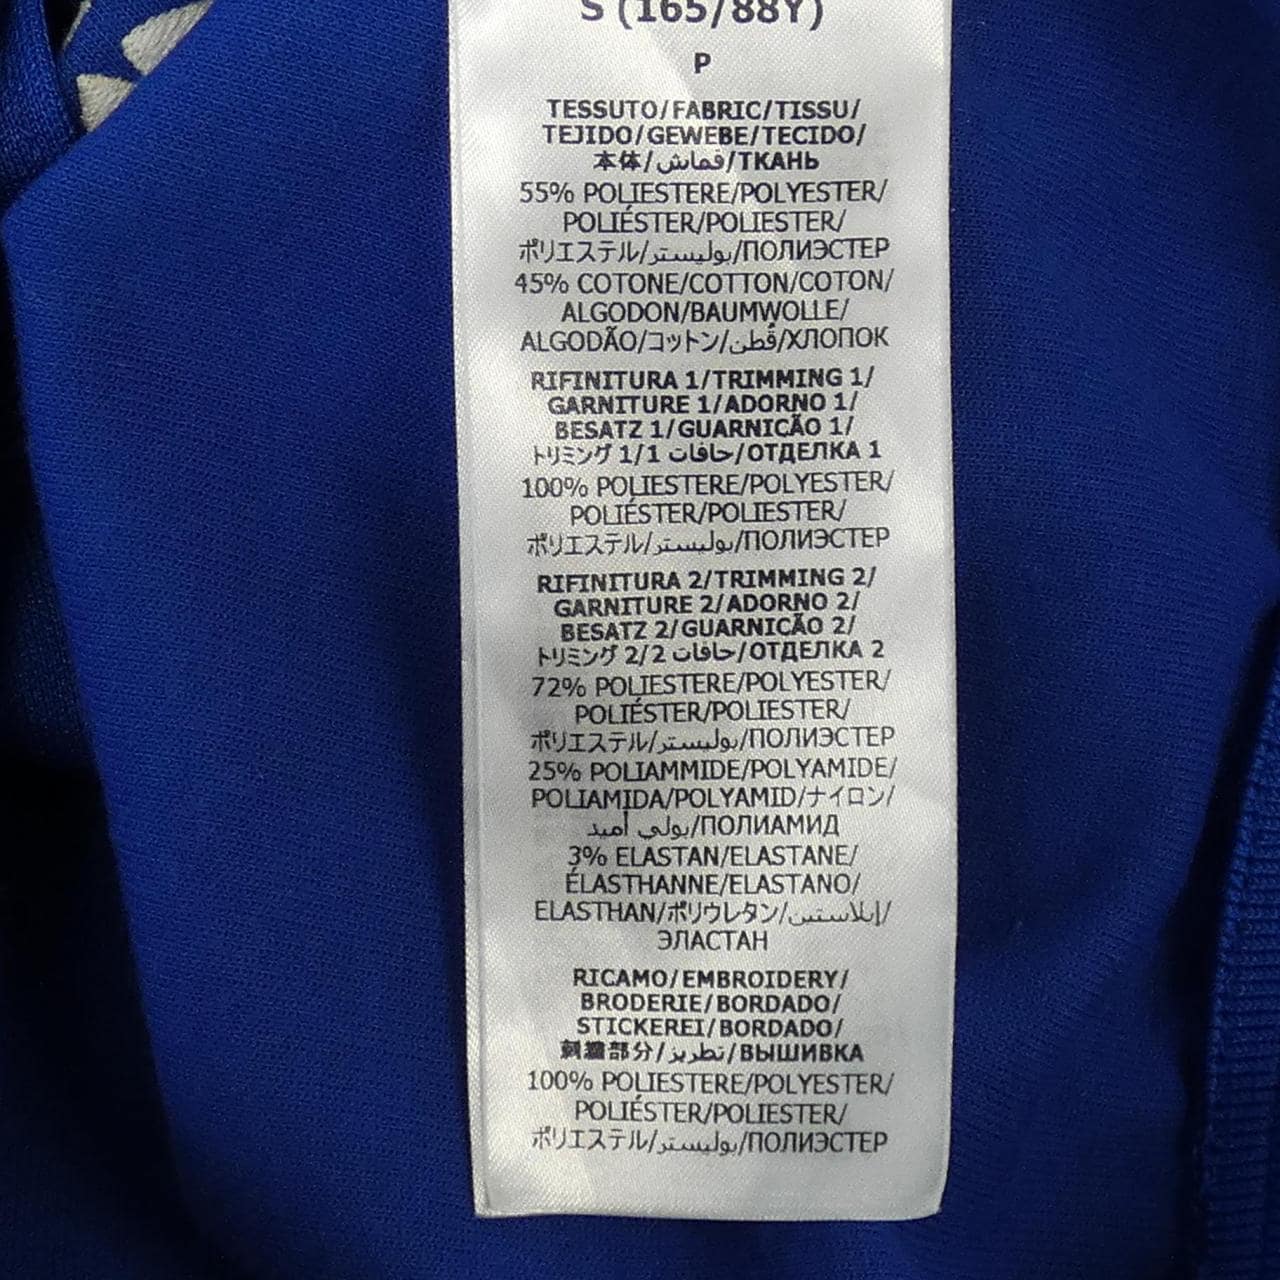 S (165/88Y)
P
TESSUTO/FABRIC/TISSU/
TEJIDO/GEWEBE/TECIDO/
本体/قماش/ТКАНЬ
55% POLIESTERE/POLYESTER/
POLIÉSTER/POLIESTER/
ポリエステル/بوليستر/ПОЛИЭСТЕР
45% COTONE/COTTON/COTON/
ALGODON/BAUMWOLLE/
ALGODÃO/コットン/قطن/ХЛОПОК
RIFINITURA 1/TRIMMING 1/
GARNITURE 1/ADORNO 1/
BESATZ 1/GUARNIÇÃO 1/
トリミング 1/1 حافات/ОТДЕЛКА 1
100% POLIESTERE/POLYESTER/
POLIÉSTER/POLIESTER/
ポリエステル/بوليستر/ПОЛИЭСТЕР
RIFINITURA 2/TRIMMING 2/
GARNITURE 2/ADORNO 2/
BESATZ 2/GUARNIÇÃO 2/
トリミング 2/2 حافات/ОТДЕЛКА 2
72% POLIESTERE/POLYESTER/
POLIÉSTER/POLIESTER/
ポリエステル/بوليستر/ПОЛИЭСТЕР
25% POLIAMMIDE/POLYAMIDE/
POLIAMIDA/POLYAMID/ナイロン/
بولي أميد/ПОЛИАМИД
3% ELASTAN/ELASTANE/
ÉLASTHANNE/ELASTANO/
ELASTHAN/ポリウレタン/إيلاستين/
ЭЛАСТАН
RICAMO/EMBROIDERY/
BRODERIE/BORDADO/
STICKEREI/BORDADO/
刺繍部分/تطريز/ВЫШИВКА
100% POLIESTERE/POLYESTER/
POLIÉSTER/POLIESTER/
ポリエステル/بوليستر/ПОЛИЭСТЕР